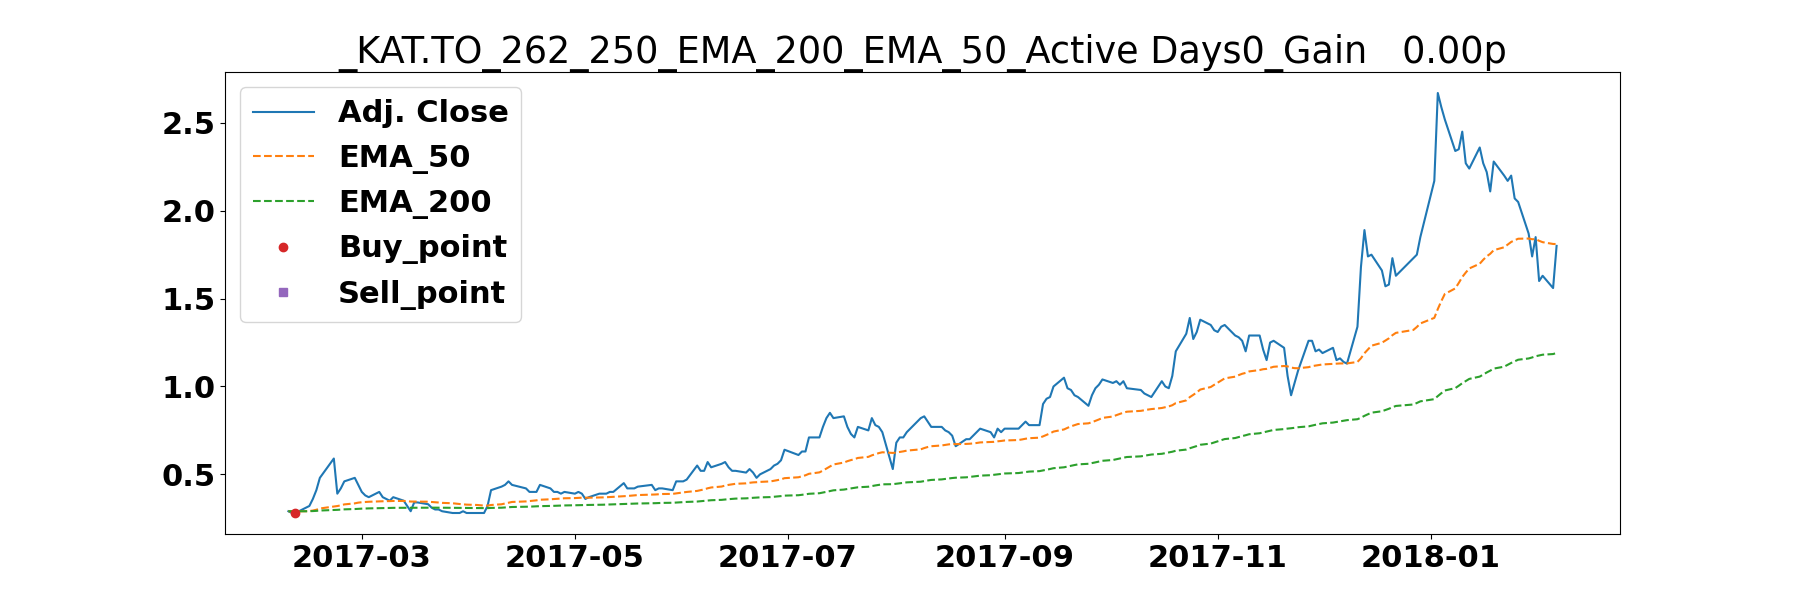 _KAT.TO_262_250_EMA_200_EMA_50_Active Days0_Gain   0.00p
Adj. Close
EMA_50
EMA_200
Buy_point
Sell_point
2.5
2.0
1.5
1.0
0.5
2017-03 2017-05 2017-07 2017-09 2017-11 2018-01